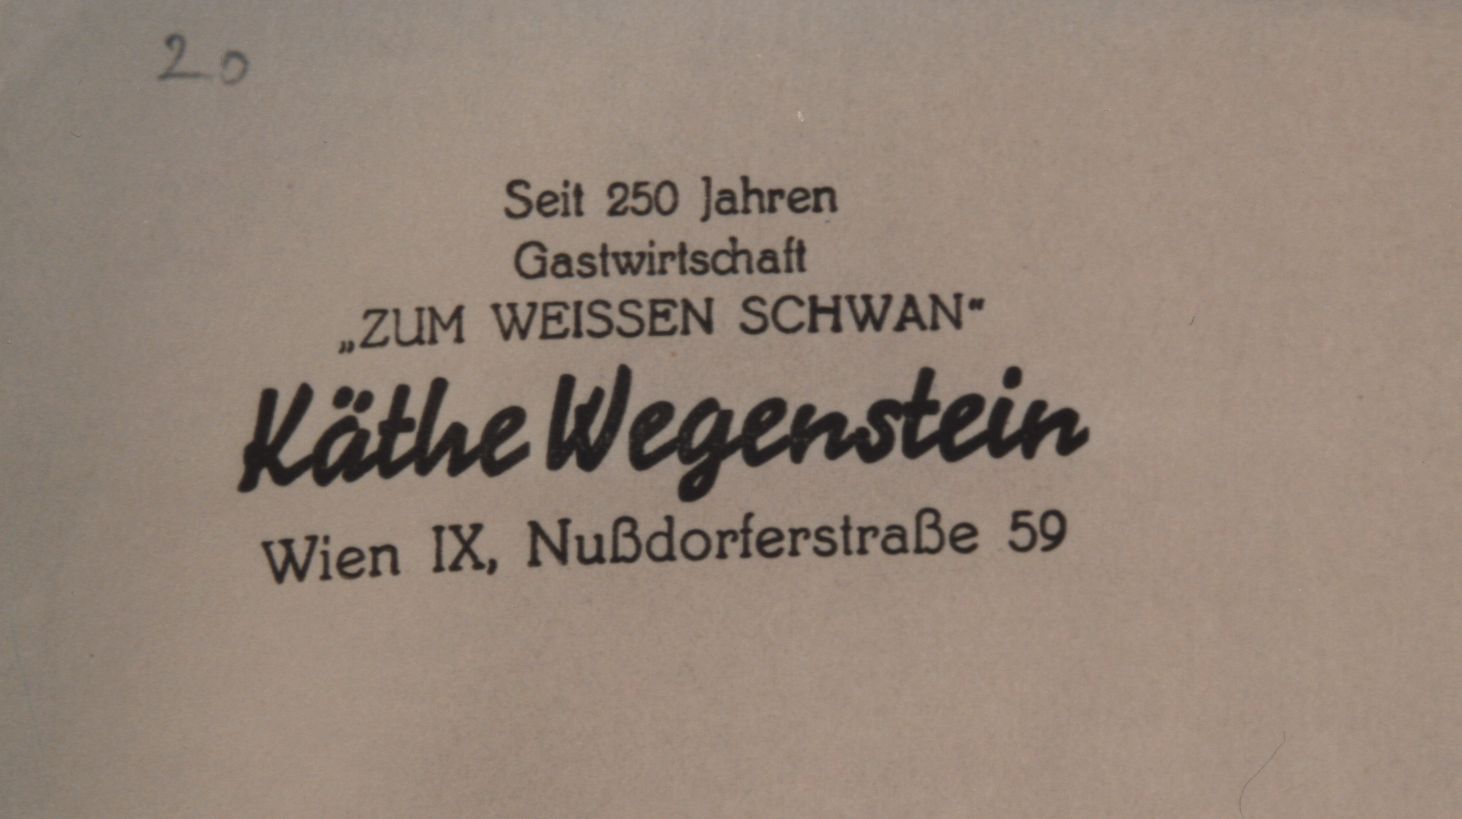 20
Seit 250 Jahren
Gastwirtschaft
„ZUM WEISSEN SCHWAN“
Käthe Wegenstein
Wien IX, Nußdorferstraße 59